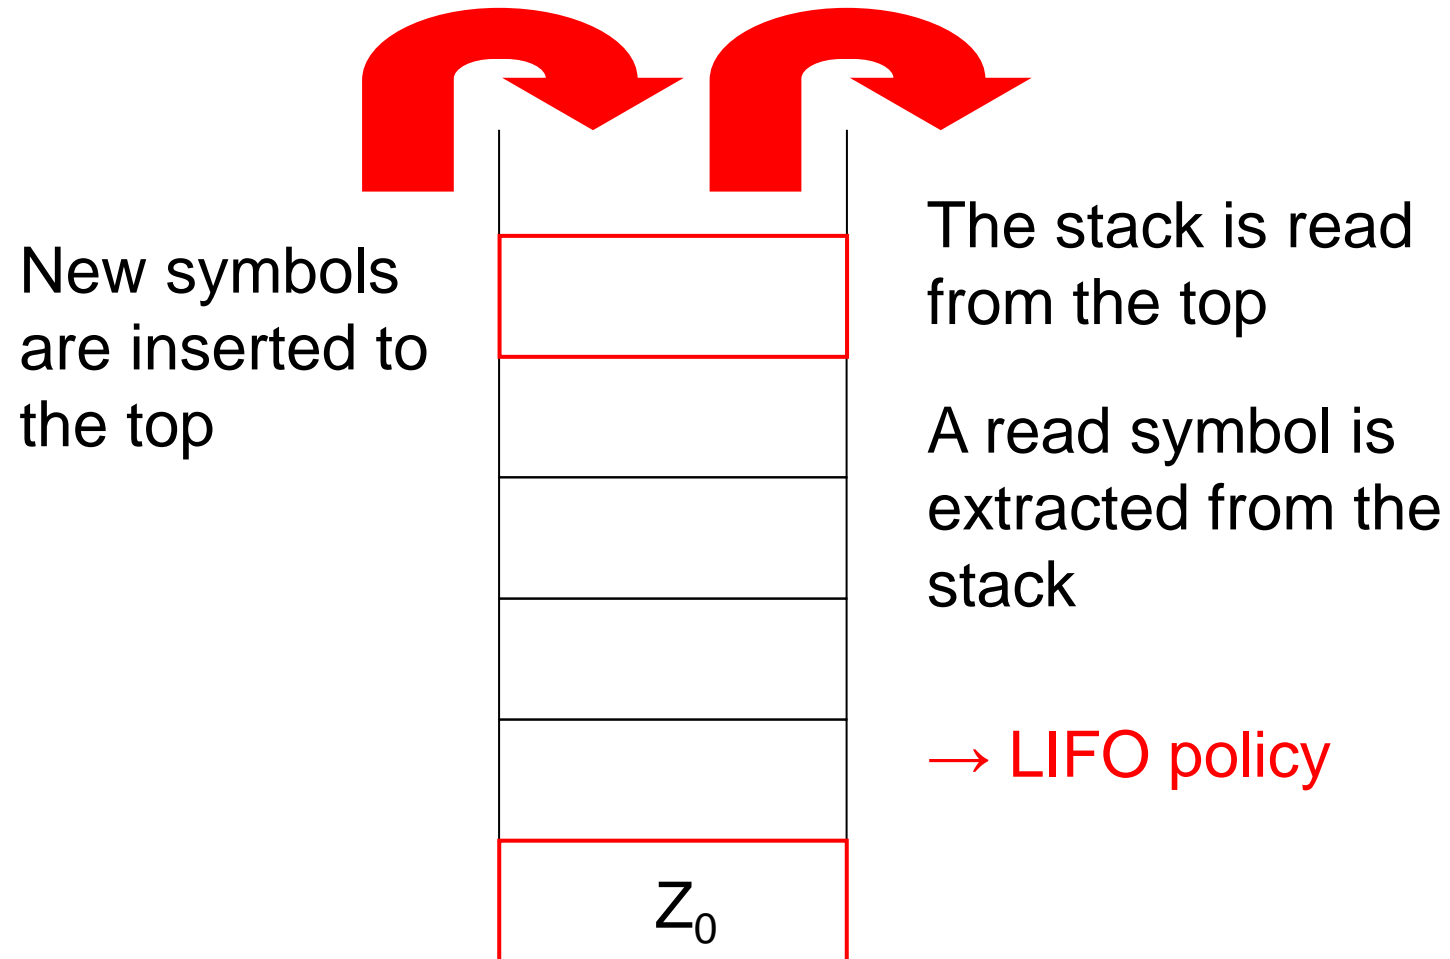 New symbols
are inserted to
the top
The stack is read
from the top
A read symbol is
extracted from the
stack
→ LIFO policy
Z₀